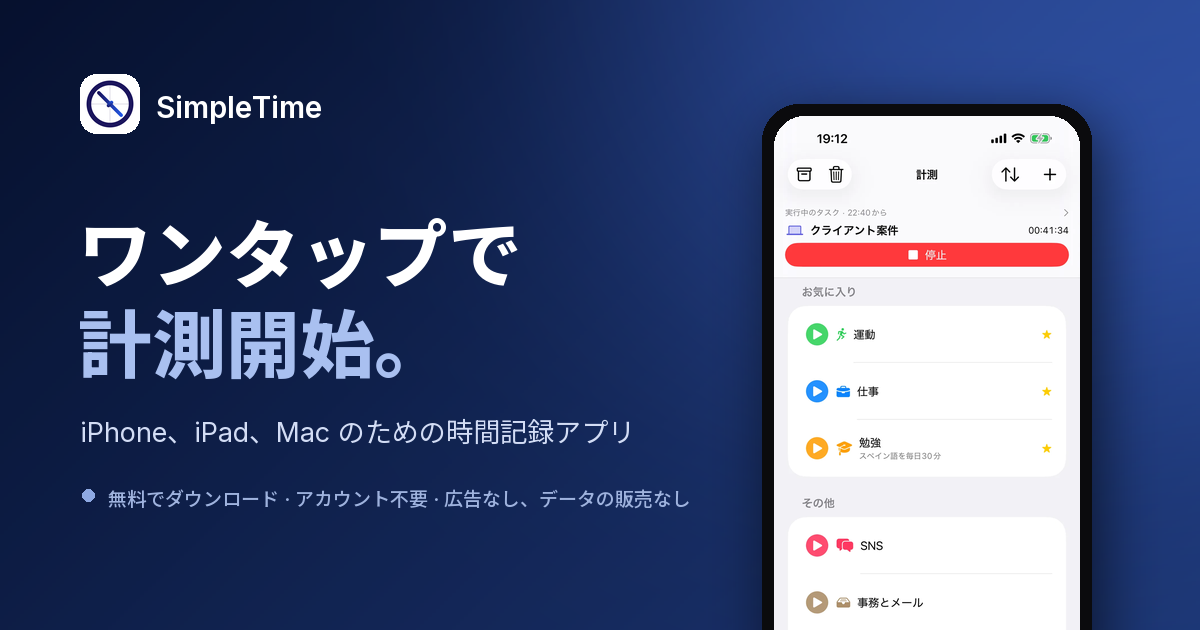 SimpleTime
ワンタップで
計測開始。
iPhone、iPad、Mac のための時間記録アプリ
無料でダウンロード · アカウント不要 · 広告なし、データの販売なし
19:12
計測
実行中のタスク · 22:40 から
クライアント案件
00:41:34
停止
お気に入り
運動
仕事
勉強
スペイン語を毎日30分
その他
SNS
事務とメール